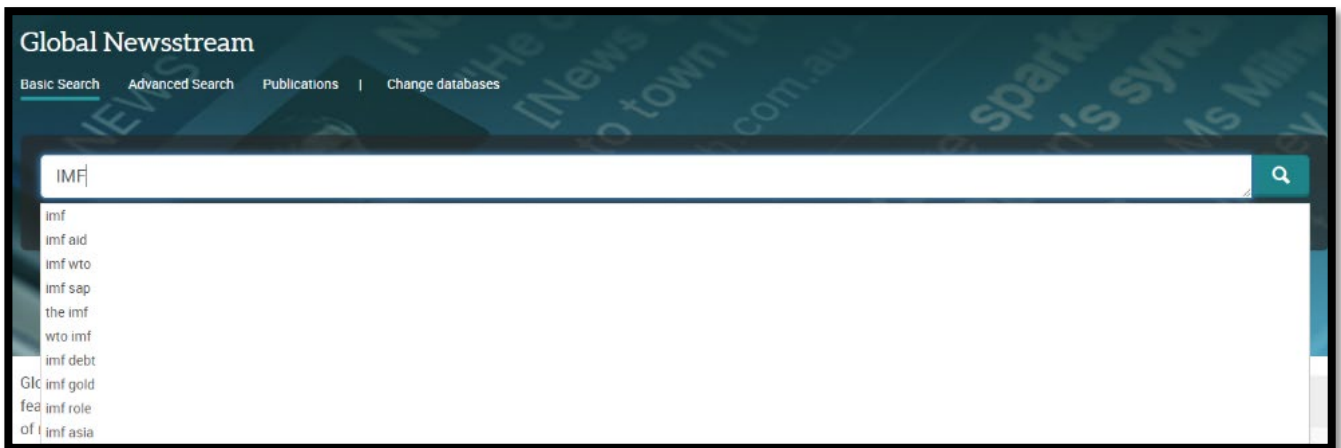 Global Newsstream
Basic Search Advanced Search Publications | Change databases
IMF
imf
imf aid
imf wto
imf sap
the imf
wto imf
imf debt
imf gold
imf role
imf asia